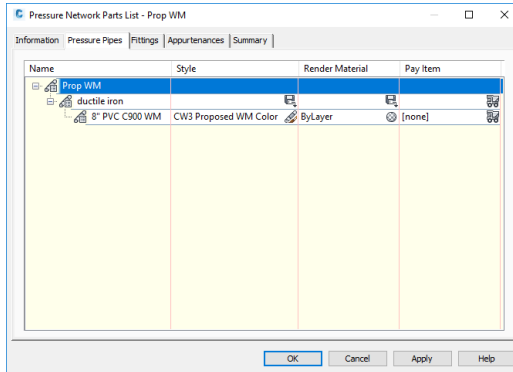 Pressure Network Parts List - Prop WM
Information Pressure Pipes Fittings Appurtenances Summary
Name Style Render Material Pay Item
Prop WM
ductile iron
8" PVC C900 WM CW3 Proposed WM Color ByLayer [none]
OK Cancel Apply Help